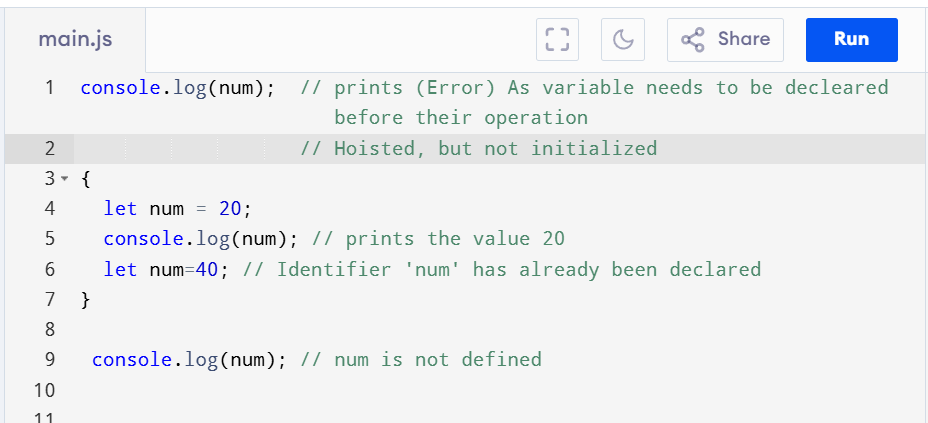 main.js
Share
Run
1 console.log(num);  // prints (Error) As variable needs to be decleared
before their operation
2 // Hoisted, but not initialized
3 {
4 let num = 20;
5 console.log(num); // prints the value 20
6 let num=40; // Identifier 'num' has already been declared
7 }
8
9 console.log(num); // num is not defined
10
11